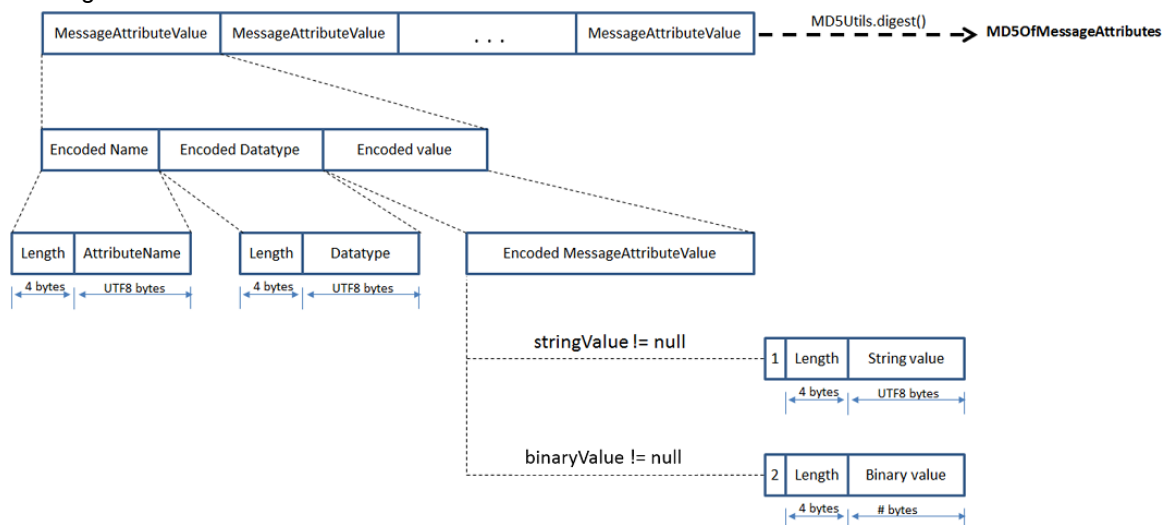 MessageAttributeValue MessageAttributeValue . . . MessageAttributeValue MD5Utils.digest() MD5OfMessageAttributes
Encoded Name Encoded Datatype Encoded value
Length AttributeName Length Datatype Encoded MessageAttributeValue
4 bytes UTF8 bytes 4 bytes UTF8 bytes
stringValue != null 1 Length String value
4 bytes UTF8 bytes
binaryValue != null 2 Length Binary value
4 bytes # bytes